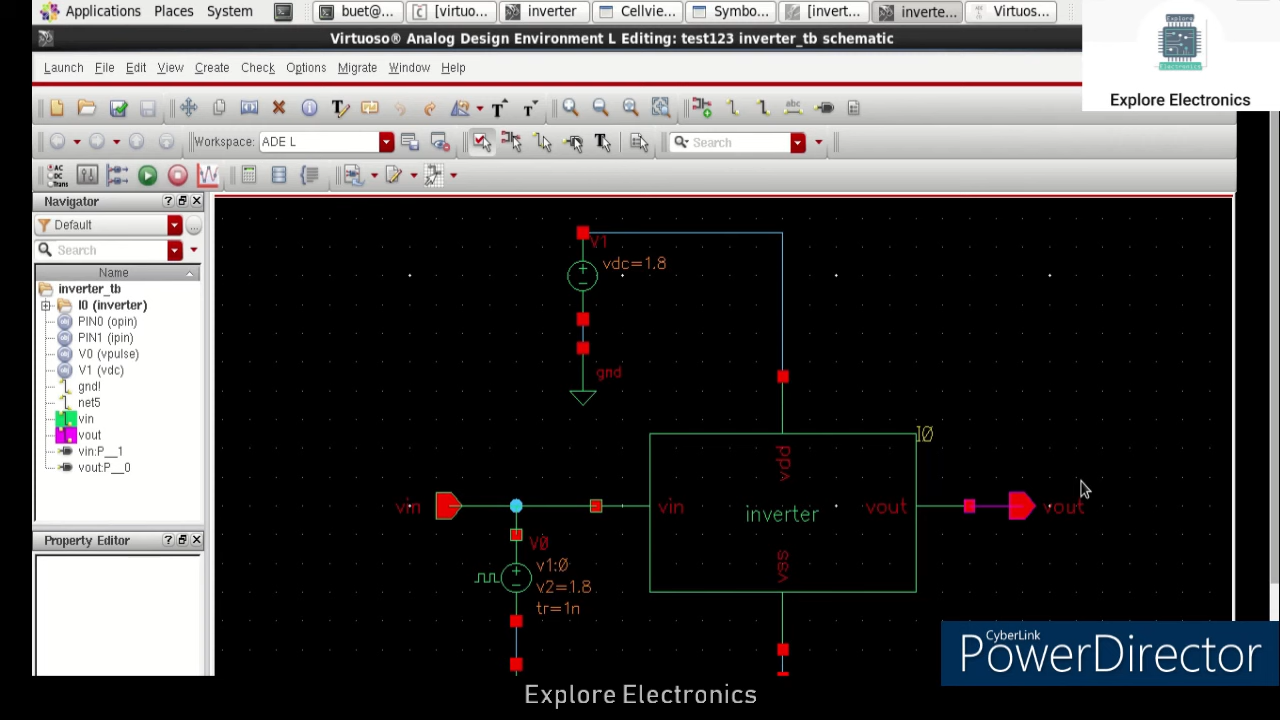 Applications Places System buet@... [virtuo... inverter Cellvie... Symbo... [invert... inverte... Virtuos...
Virtuoso® Analog Design Environment L Editing: test123 inverter_tb schematic
Launch File Edit View Create Check Options Migrate Window Help
Explore Electronics
Workspace: ADE L Search
AC DC Trans
Navigator
Default
Search
Name
inverter_tb
I0 (inverter)
PIN0 (opin)
PIN1 (ipin)
V0 (vpulse)
V1 (vdc)
gnd!
net5
vin
vout
vin:P__1
vout:P__0
Property Editor
V1
vdc=1.8
gnd
I0
vdd
vin vin inverter vout vout
vss
V0
v1:0
v2=1.8
tr=1n
CyberLink
PowerDirector
Explore Electronics